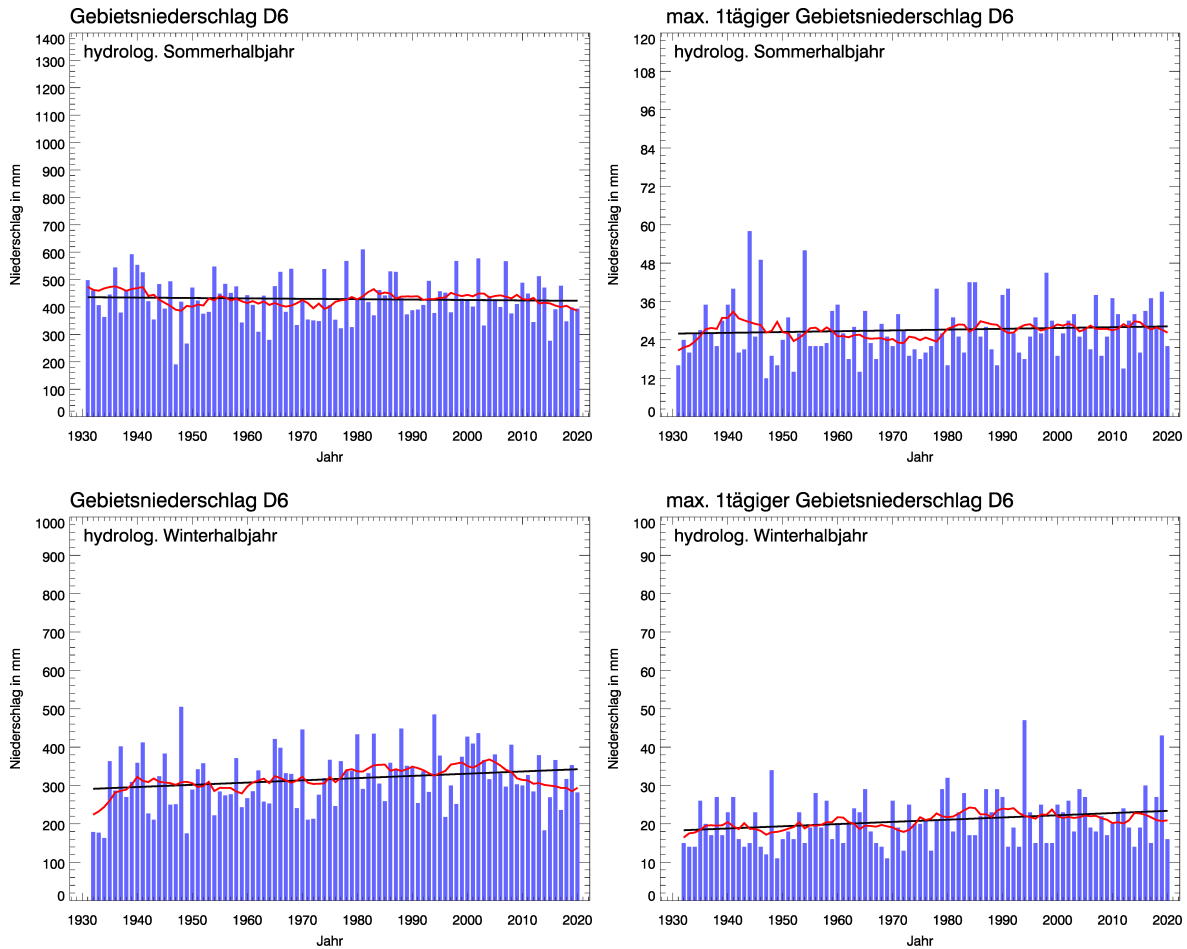 Gebietsniederschlag D6
hydrolog. Sommerhalbjahr
Niederschlag in mm
1400
1300
1200
1100
1000
900
800
700
600
500
400
300
200
100
0
1930 1940 1950 1960 1970 1980 1990 2000 2010 2020
Jahr
max. 1tägiger Gebietsniederschlag D6
hydrolog. Sommerhalbjahr
Niederschlag in mm
120
108
96
84
72
60
48
36
24
12
0
1930 1940 1950 1960 1970 1980 1990 2000 2010 2020
Jahr
Gebietsniederschlag D6
hydrolog. Winterhalbjahr
Niederschlag in mm
1000
900
800
700
600
500
400
300
200
100
0
1930 1940 1950 1960 1970 1980 1990 2000 2010 2020
Jahr
max. 1tägiger Gebietsniederschlag D6
hydrolog. Winterhalbjahr
Niederschlag in mm
100
90
80
70
60
50
40
30
20
10
0
1930 1940 1950 1960 1970 1980 1990 2000 2010 2020
Jahr